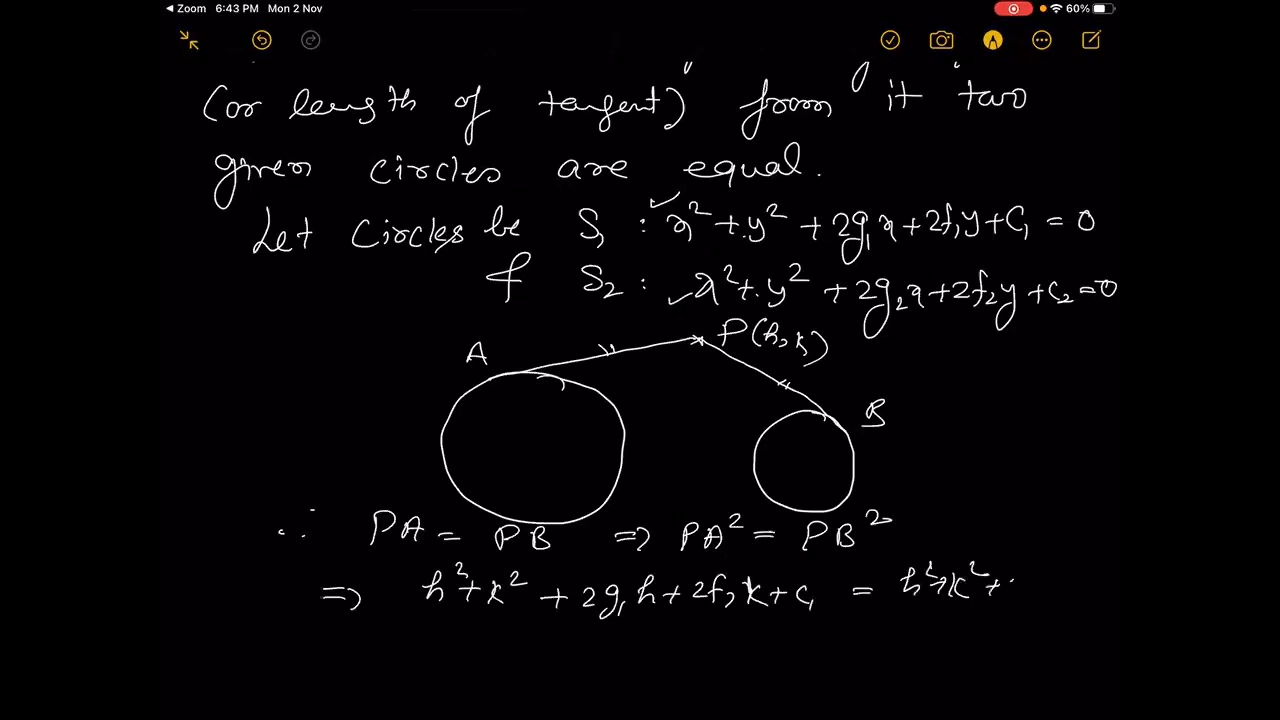 Zoom 6:43 PM Mon 2 Nov 60%
(or length of tangent) from it two
given circles are equal.
Let circles be S₁ : x² + y² + 2g₁x + 2f₁y + C₁ = 0
& S₂ : x² + y² + 2g₂x + 2f₂y + c₂ = 0
P(h, k)
A
B
∴ PA = PB ⇒ PA² = PB²
⇒ h² + k² + 2g₁h + 2f₁k + c₁ = h² + k² +